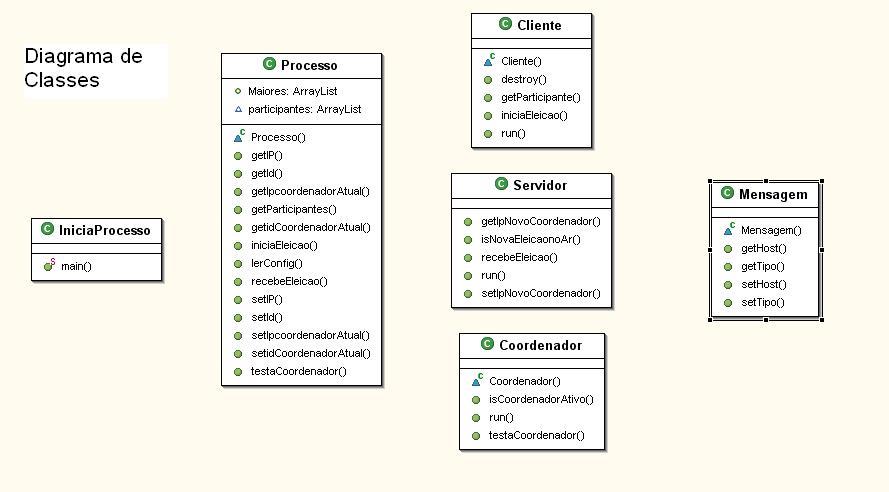 Diagrama de
Classes
IniciaProcesso
main()
Processo
Maiores: ArrayList
participantes: ArrayList
Processo()
getIP()
getId()
getIpcoordenadorAtual()
getParticipantes()
getidCoordenadorAtual()
iniciaEleicao()
lerConfig()
recebeEleicao()
setIP()
setId()
setIpcoordenadorAtual()
setidCoordenadorAtual()
testaCoordenador()
Cliente
Cliente()
destroy()
getParticipante()
iniciaEleicao()
run()
Servidor
getIpNovoCoordenador()
isNovaEleicaonoAr()
recebeEleicao()
run()
setIpNovoCoordenador()
Coordenador
Coordenador()
isCoordenadorAtivo()
run()
testaCoordenador()
Mensagem
Mensagem()
getHost()
getTipo()
setHost()
setTipo()